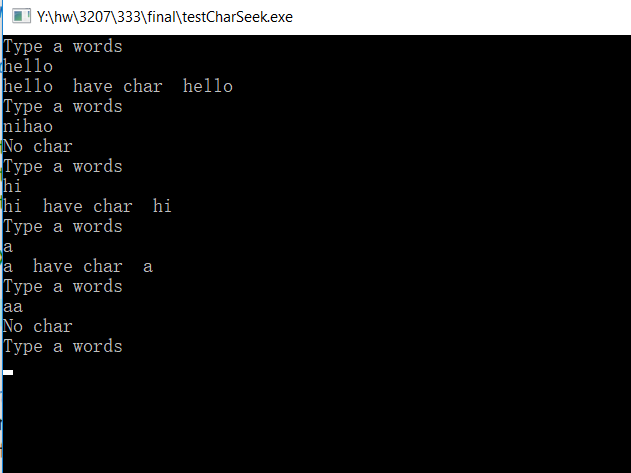 Y:\hw\3207\333\final\testCharSeek.exe
Type a words
hello
hello  have char  hello
Type a words
nihao
No char
Type a words
hi
hi  have char  hi
Type a words
a
a  have char  a
Type a words
aa
No char
Type a words